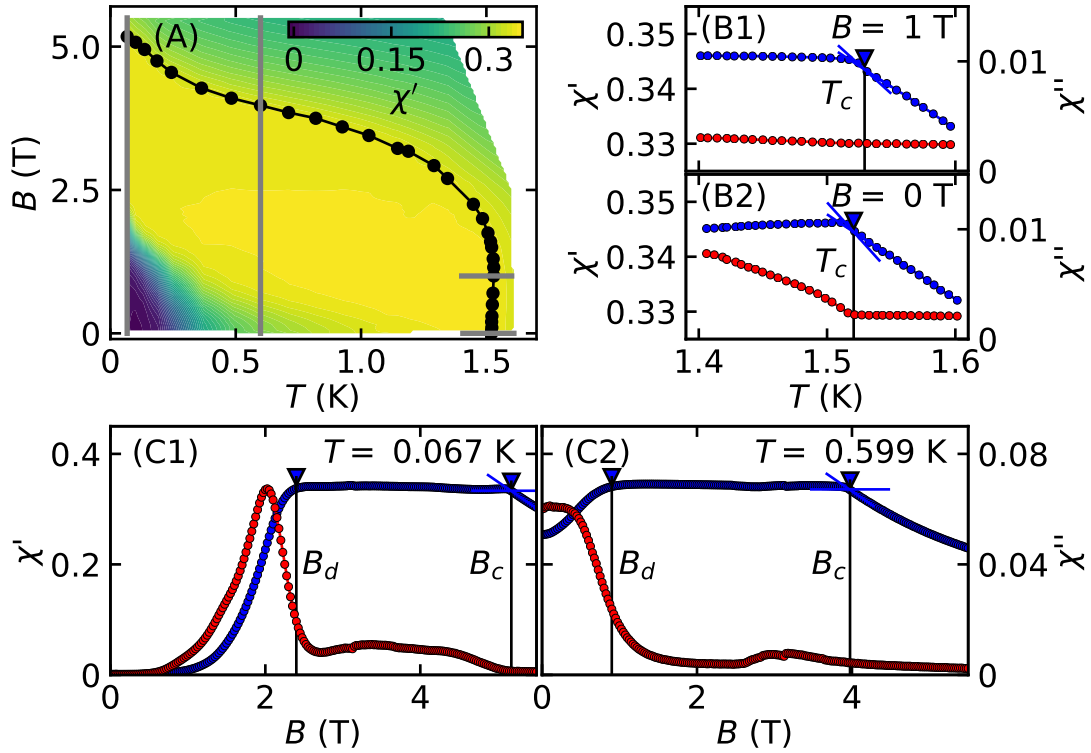 (A)
0 0.15 0.3
χ'
5.0
2.5
0
B (T)
0 0.5 1.0 1.5
T (K)
(B1) B = 1 T
0.35
0.34
0.33
χ'
T_c
0.01
0
χ''
(B2) B = 0 T
0.35
0.34
0.33
χ'
T_c
0.01
0
χ''
1.4 1.5 1.6
T (K)
(C1) T = 0.067 K
0.4
0.2
0
χ'
B_d B_c
0 2 4
B (T)
(C2) T = 0.599 K
B_d B_c
0.08
0.04
0
χ''
0 2 4
B (T)